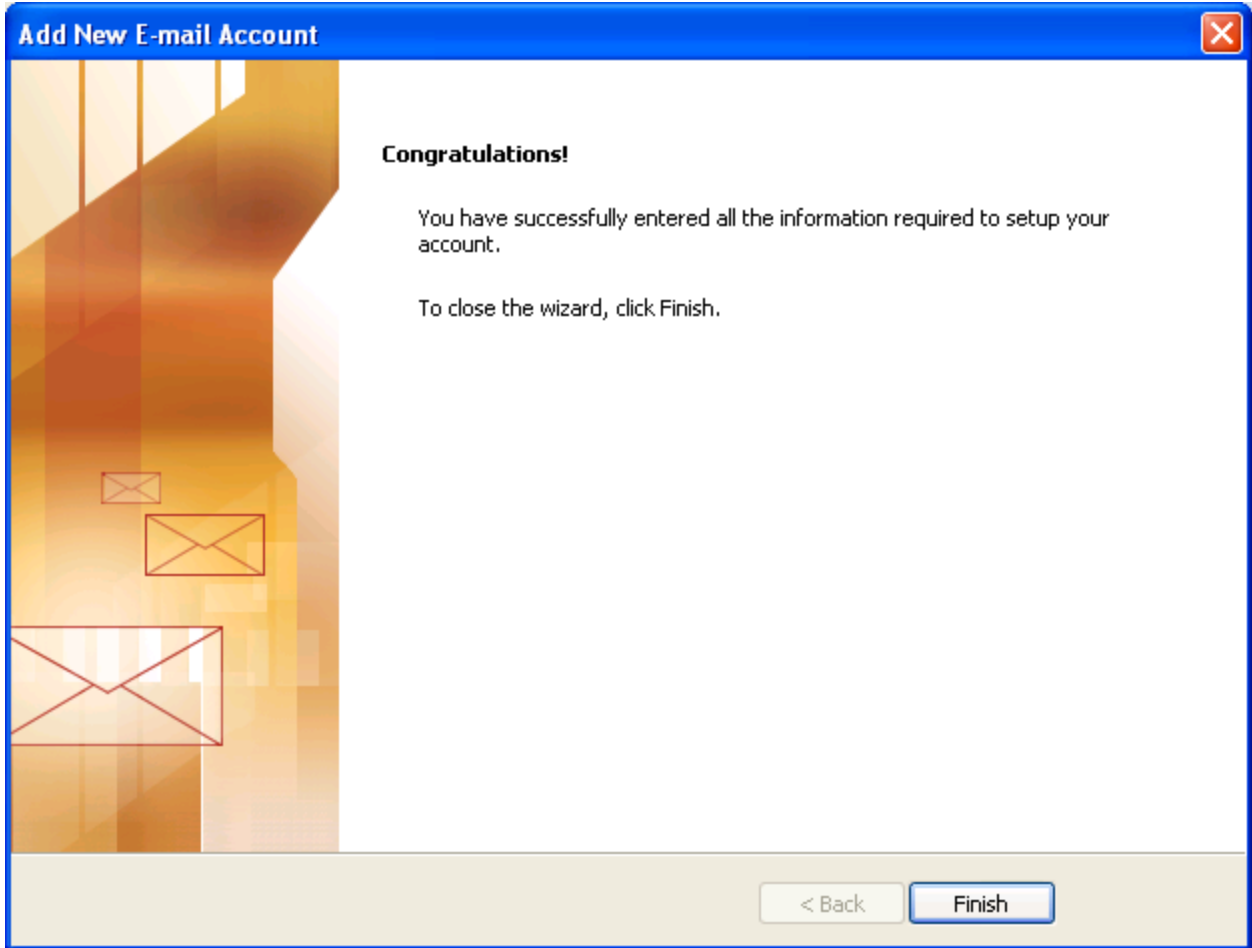 Add New E-mail Account
Congratulations!
You have successfully entered all the information required to setup your
account.
To close the wizard, click Finish.
< Back
Finish